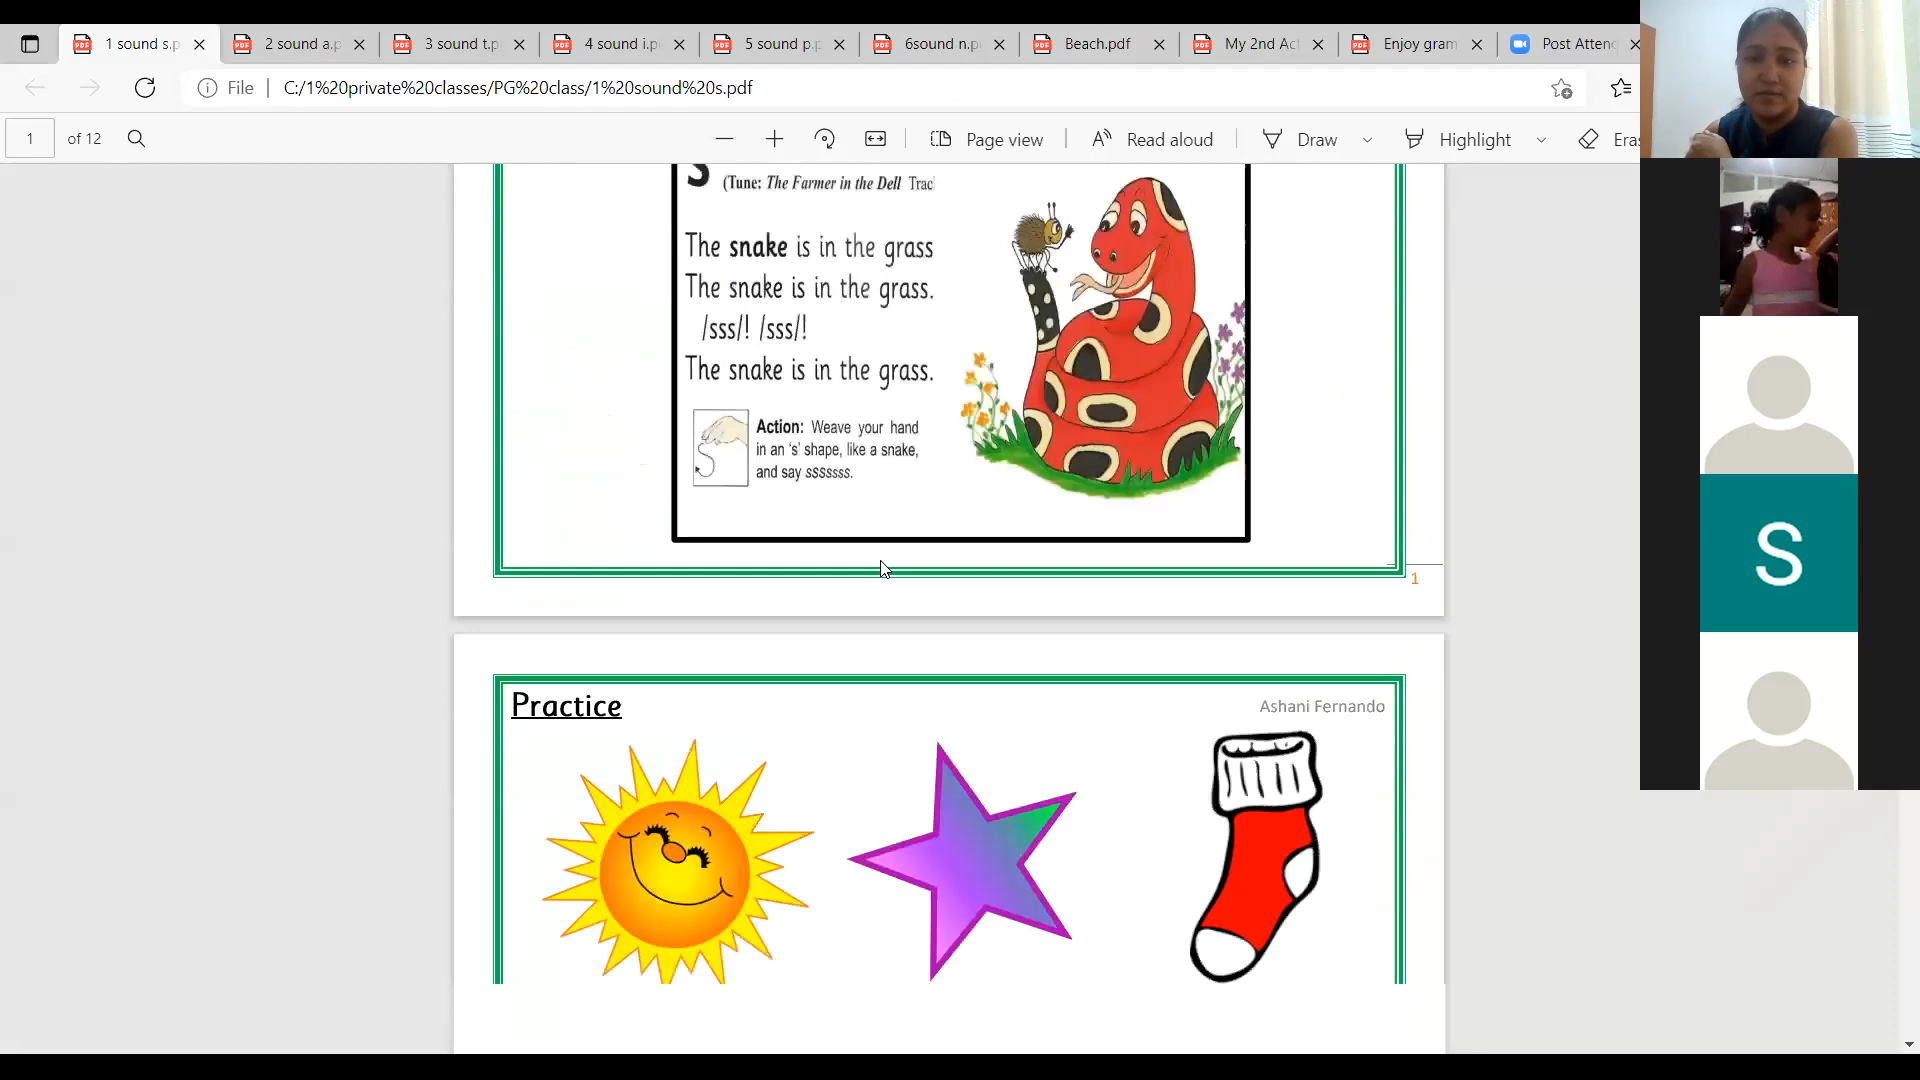 1 sound s.p
2 sound a.p
3 sound t.p
4 sound i.p
5 sound p.p
6sound n.p
Beach.pdf
My 2nd Ac
Enjoy gram
Post Atten
File
C:/1%20private%20classes/PG%20class/1%20sound%20s.pdf
1 of 12
Page view
Read aloud
Draw
Highlight
Eras
s
(Tune: The Farmer in the Dell Trac
The snake is in the grass
The snake is in the grass.
/sss/! /sss/!
The snake is in the grass.
Action: Weave your hand
in an 's' shape, like a snake,
and say sssssss.
1
Practice
Ashani Fernando
S